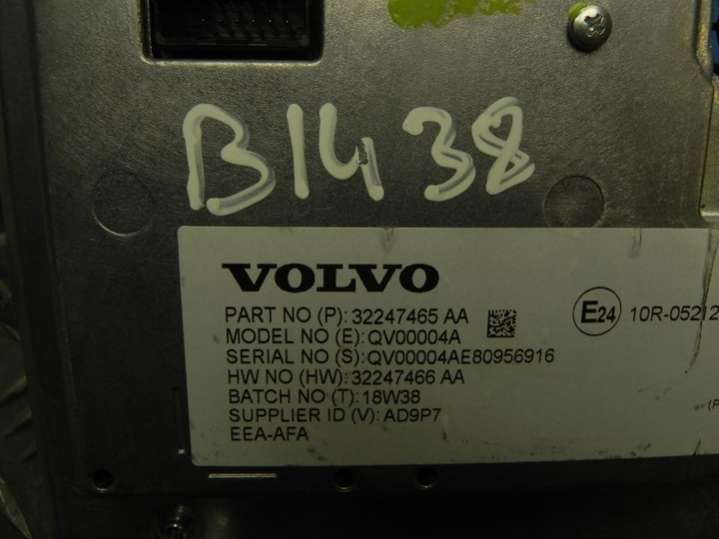 B1438
VOLVO
PART NO (P): 32247465 AA
MODEL NO (E): QV00004A
SERIAL NO (S): QV00004AE80956916
HW NO (HW): 32247466 AA
BATCH NO (T): 18W38
SUPPLIER ID (V): AD9P7
EEA-AFA
E24 10R-05212
(P